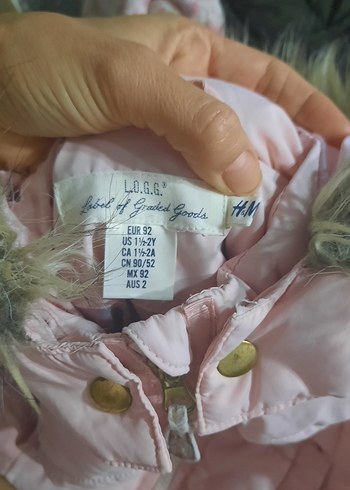 L.O.G.G.®
Label of Graded Goods H&M
EUR 92
US 1½-2Y
CA 1½-2A
CN 90/52
MX 92
AUS 2